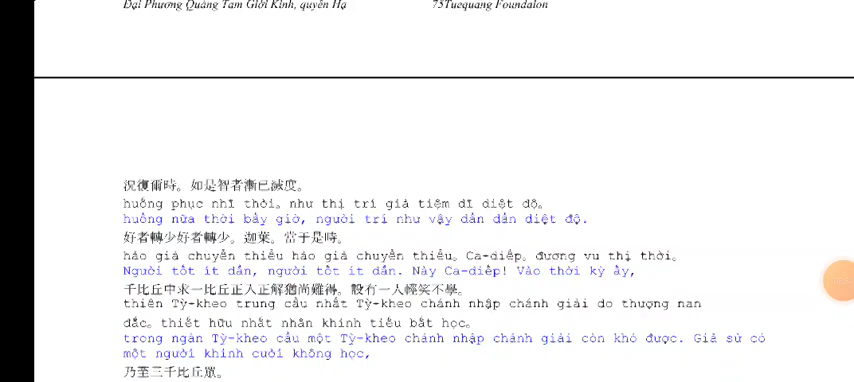 Đại Phương Quảng Tam Giới Kinh, quyển Hạ 75Tuequang Foundaion
況復爾時。如是智者漸已滅度。
huống phục nhĩ thời。như thị trí giả tiệm dĩ diệt độ。
huống nữa thời bấy giờ, người trí như vậy dần dần diệt độ.
好者轉少好者轉少。迦葉。當于是時。
hảo giả chuyển thiểu hảo giả chuyển thiểu。Ca-diếp。đương vu thị thời。
Người tốt ít dần, người tốt ít dần. Này Ca-diếp! Vào thời kỳ ấy,
千比丘中求一比丘正入正解猶尚難得。設有一人輕笑不學。
thiên Tỳ-kheo trung cầu nhất Tỳ-kheo chánh nhập chánh giải do thượng nan
đắc。thiết hữu nhất nhân khinh tiếu bất học。
trong ngàn Tỳ-kheo cầu một Tỳ-kheo chánh nhập chánh giải còn khó được. Giả sử có
một người khinh cười không học,
乃至三千比丘眾。